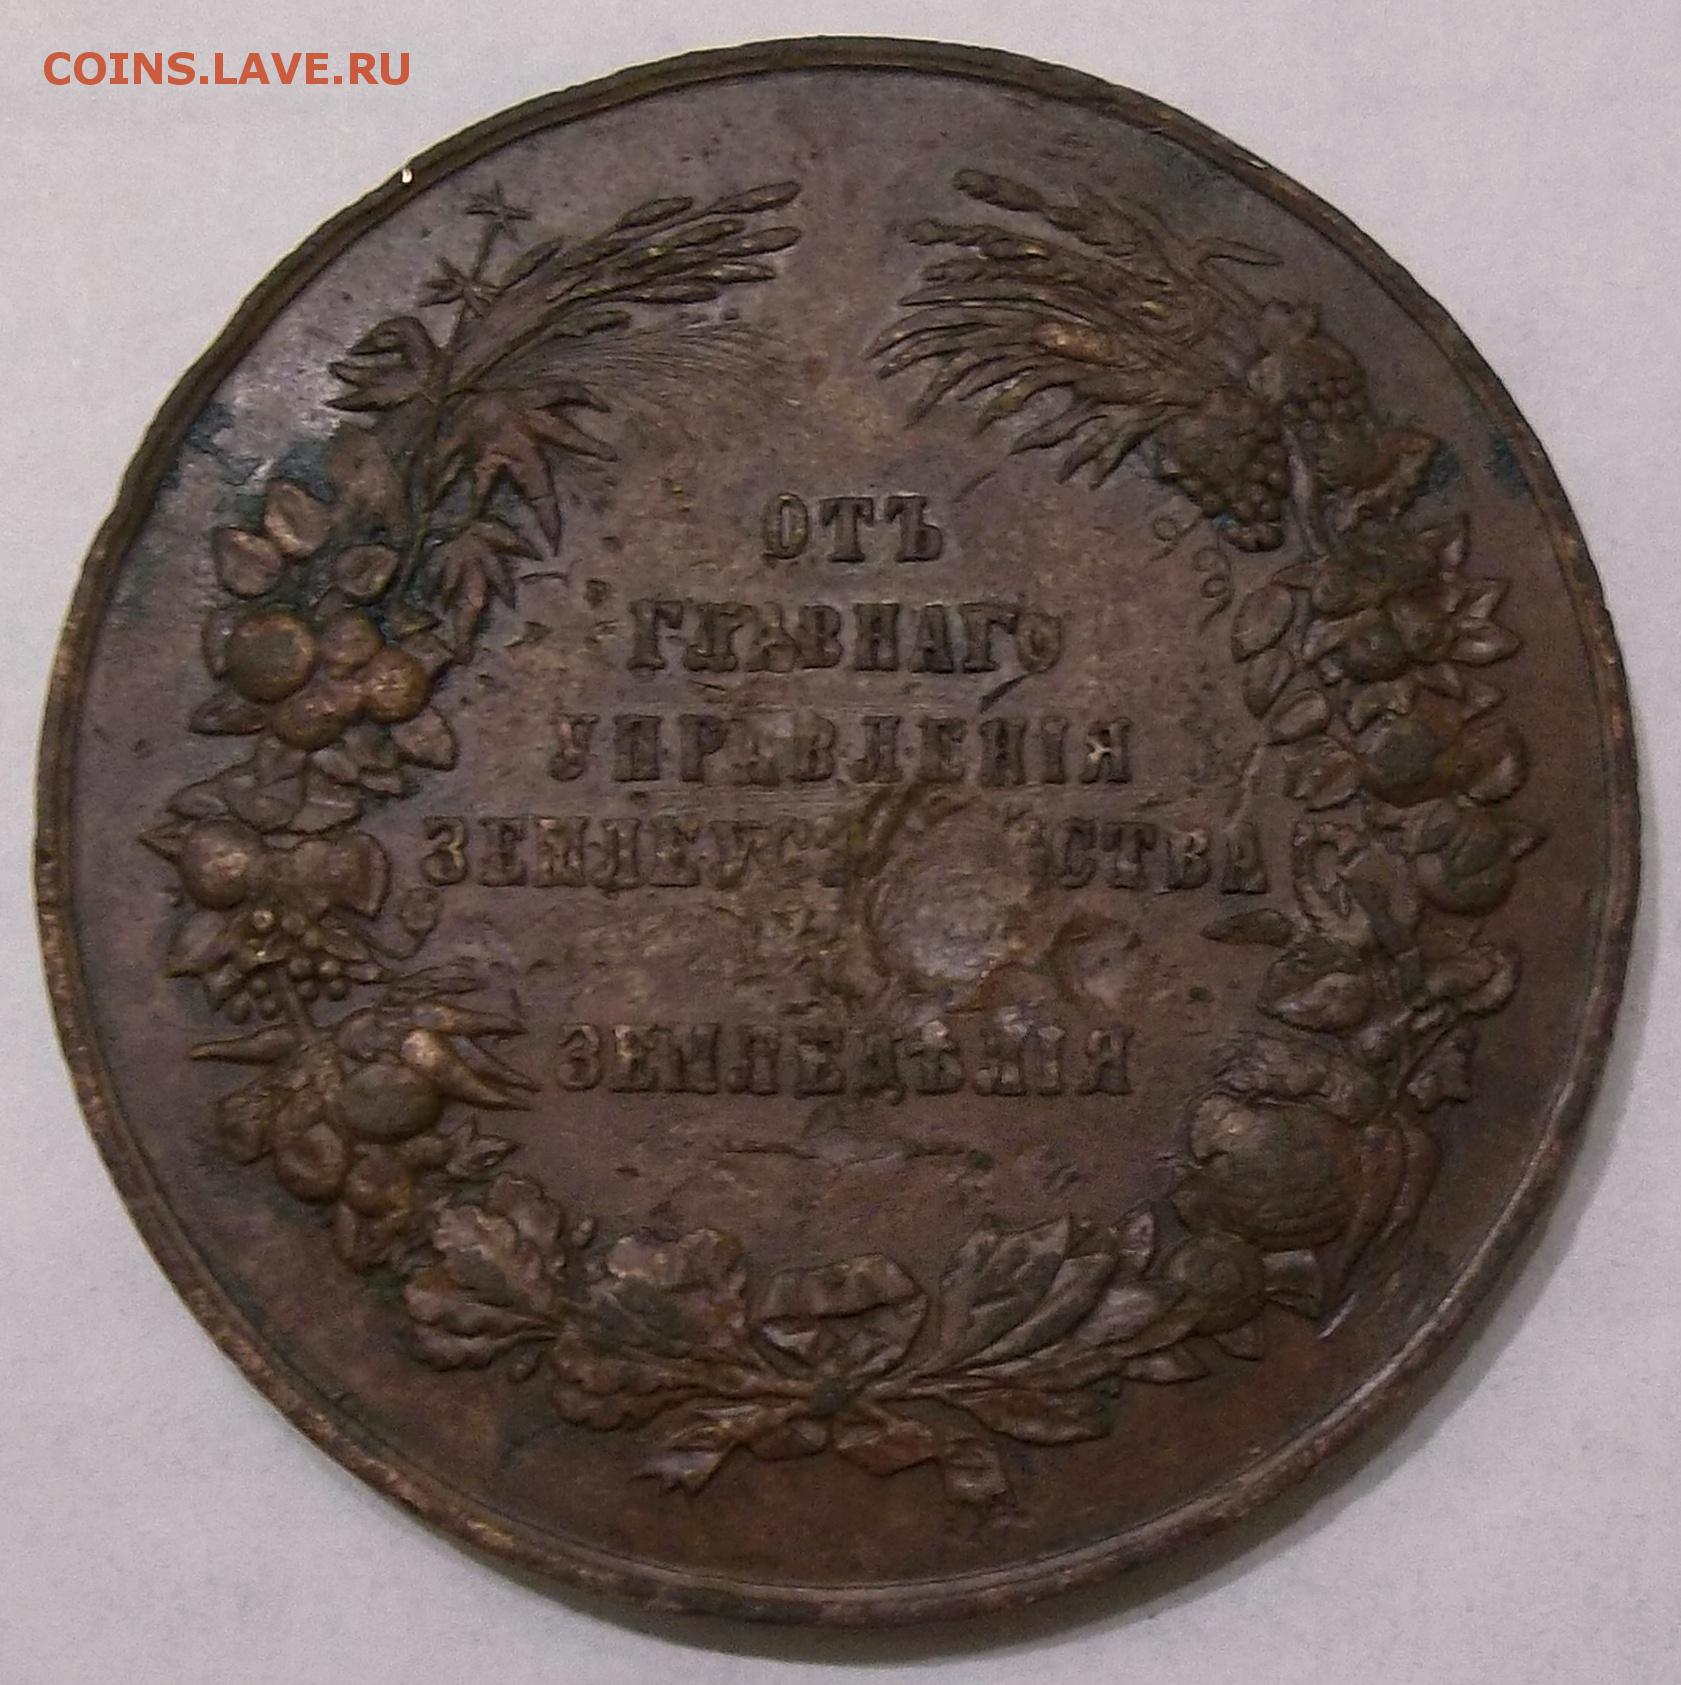 COINS.LAVE.RU
ОТЪ
ГЛАВНАГО
УПРАВЛЕНІЯ
ЗЕМЛЕДѢЛІЯ